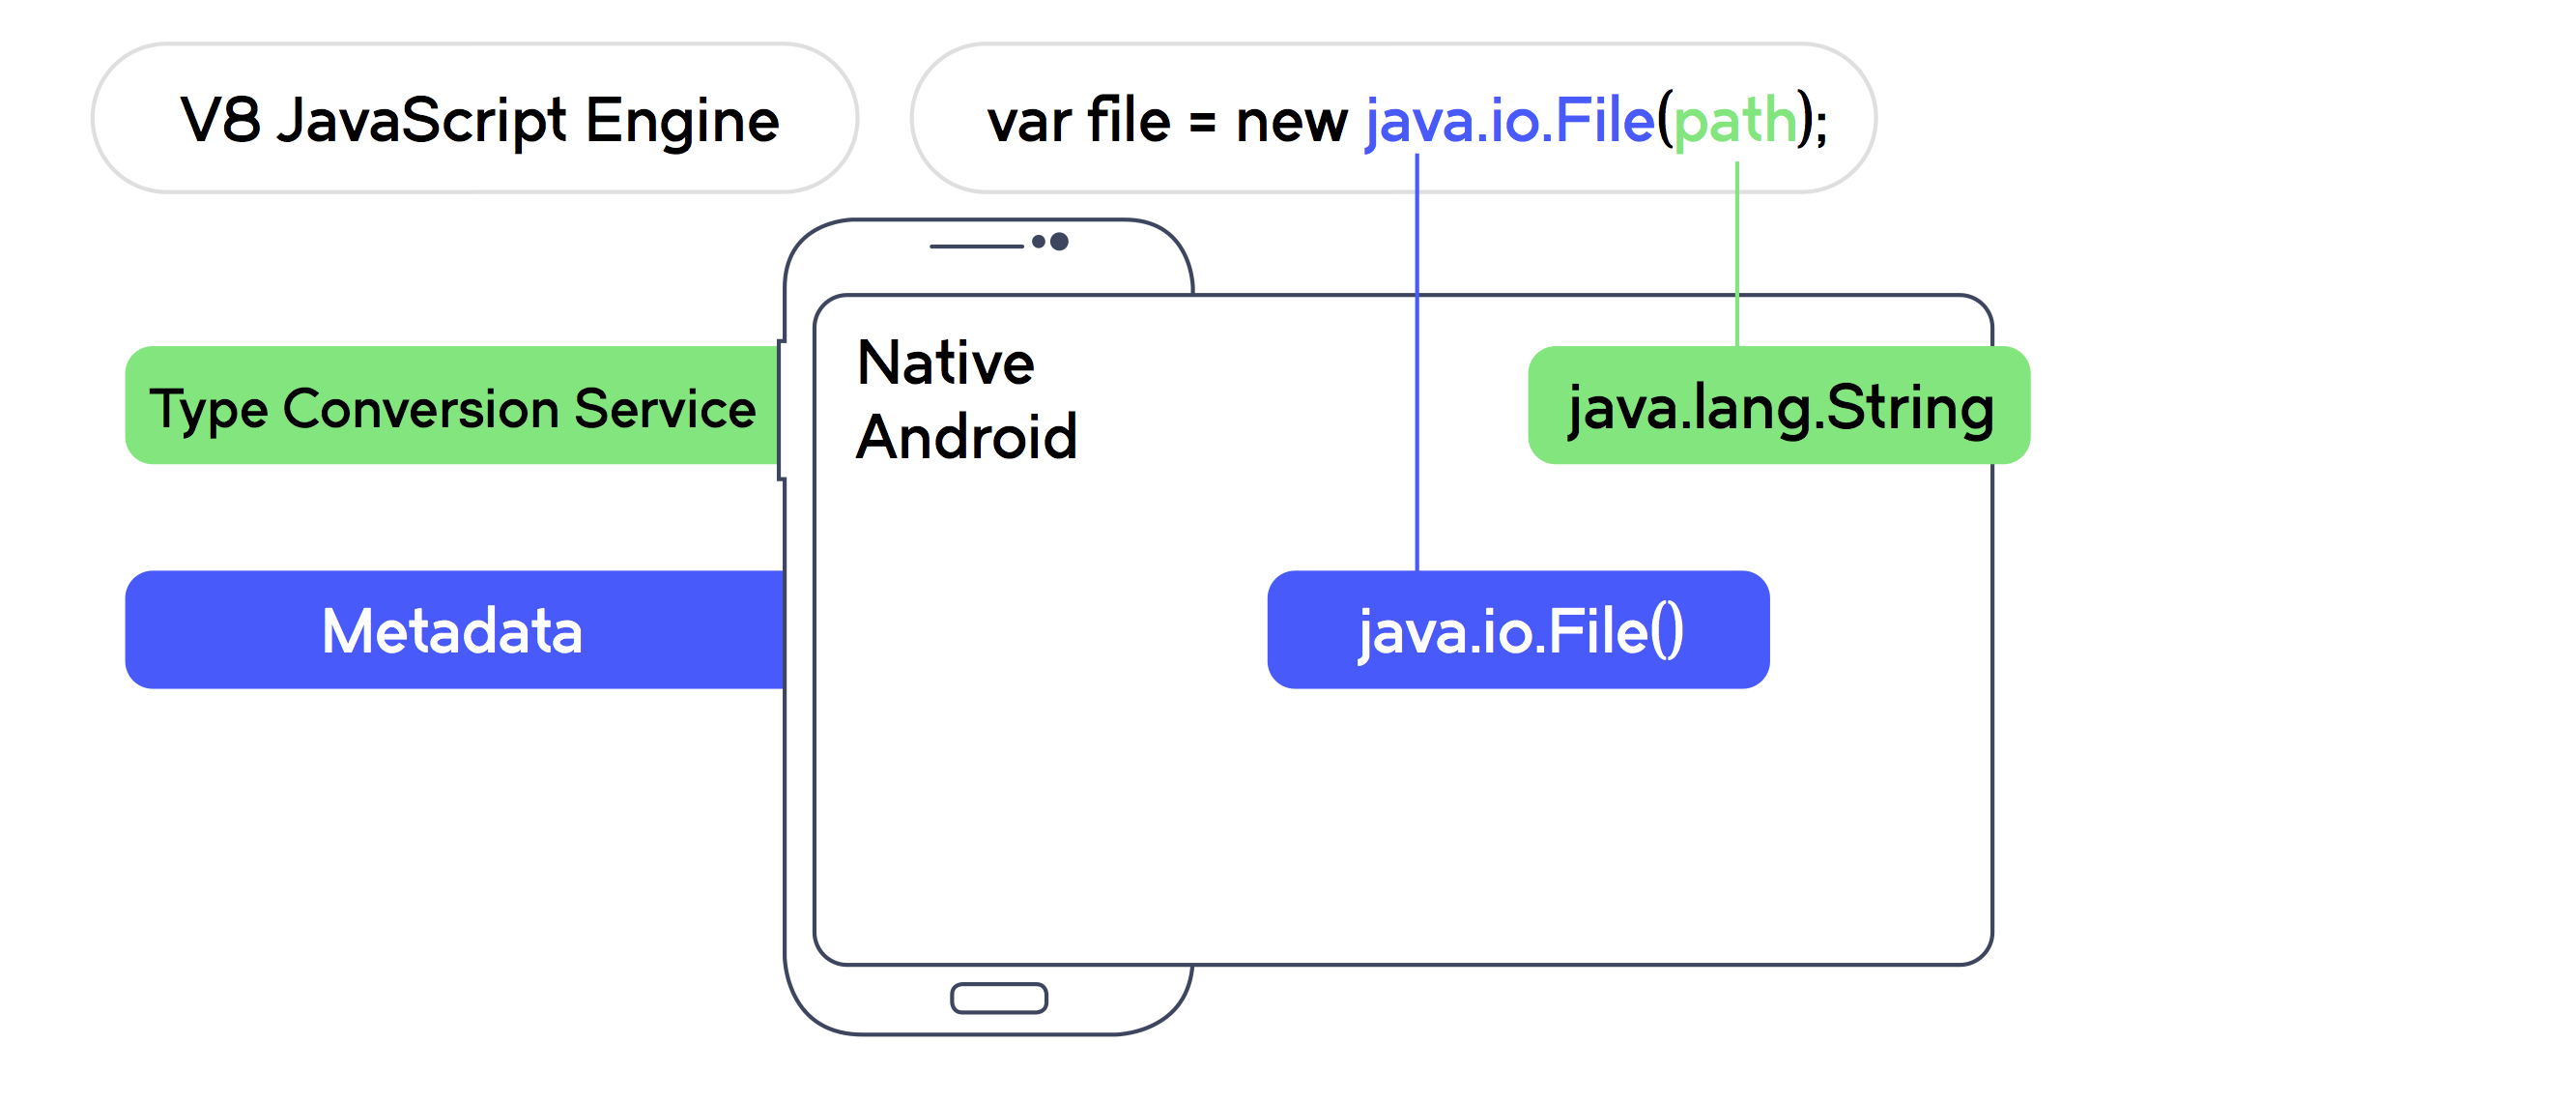 V8 JavaScript Engine
var file = new java.io.File(path);
Type Conversion Service
Native
Android
java.lang.String
Metadata
java.io.File()